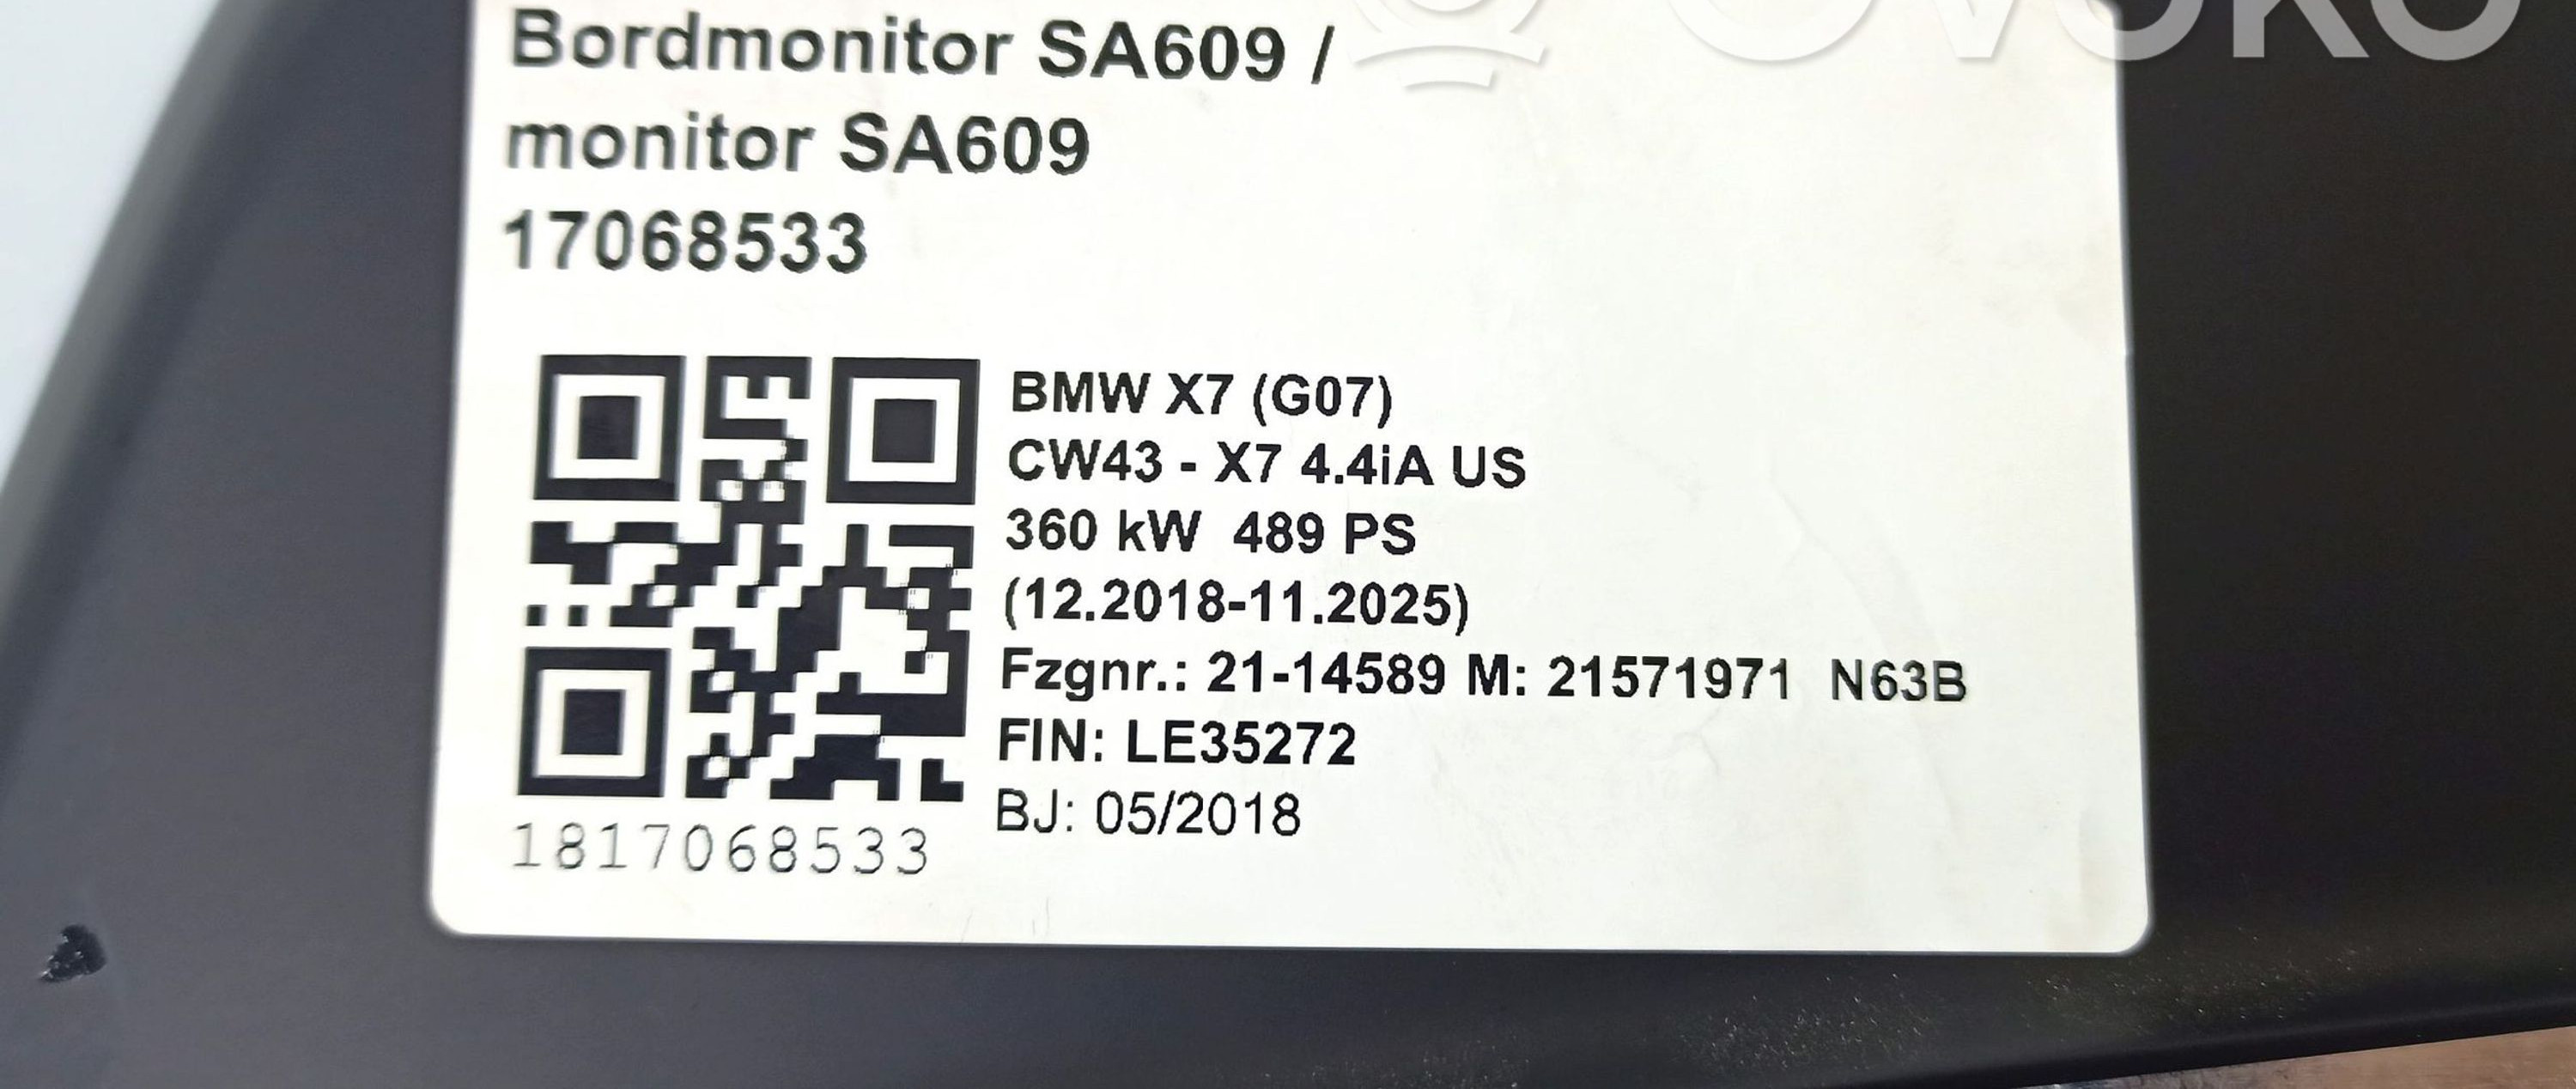 OVOKO
Bordmonitor SA609 /
monitor SA609
17068533
BMW X7 (G07)
CW43 - X7 4.4iA US
360 kW 489 PS
(12.2018-11.2025)
Fzgnr.: 21-14589 M: 21571971 N63B
FIN: LE35272
BJ: 05/2018
1817068533